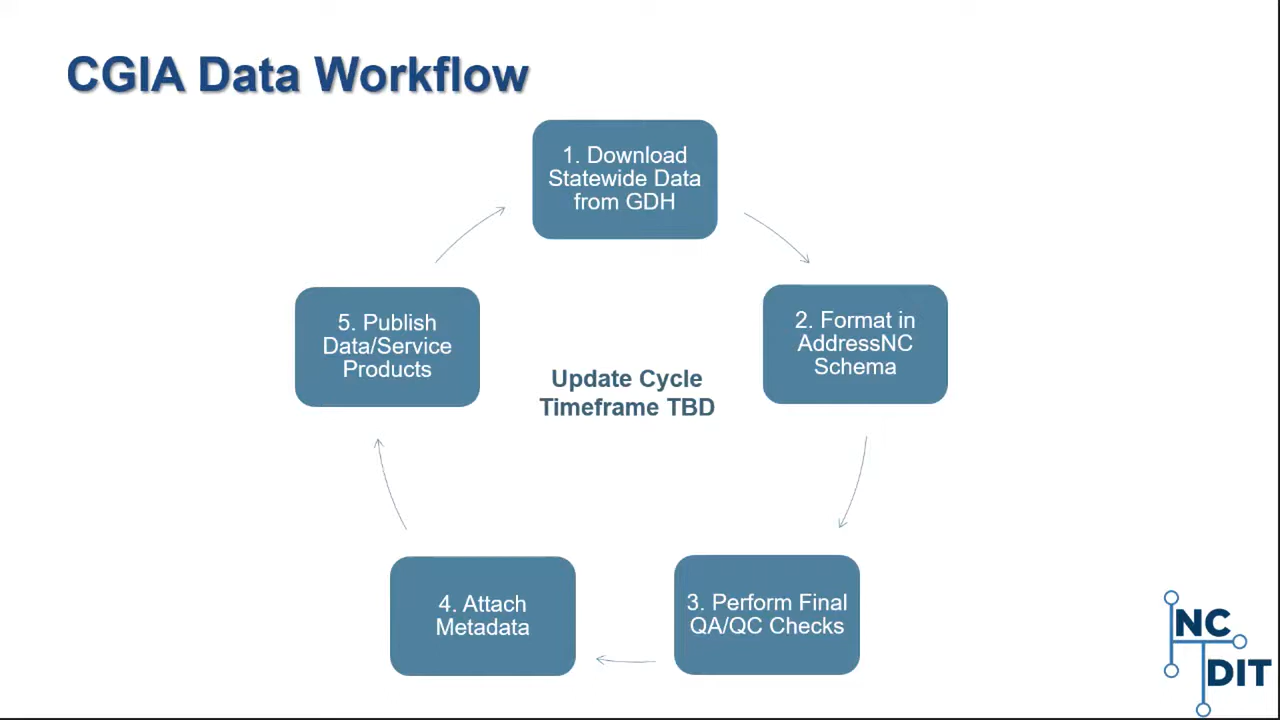 CGIA Data Workflow
1. Download
Statewide Data
from GDH
2. Format in
AddressNC
Schema
3. Perform Final
QA/QC Checks
4. Attach
Metadata
5. Publish
Data/Service
Products
Update Cycle
Timeframe TBD
NC
DIT